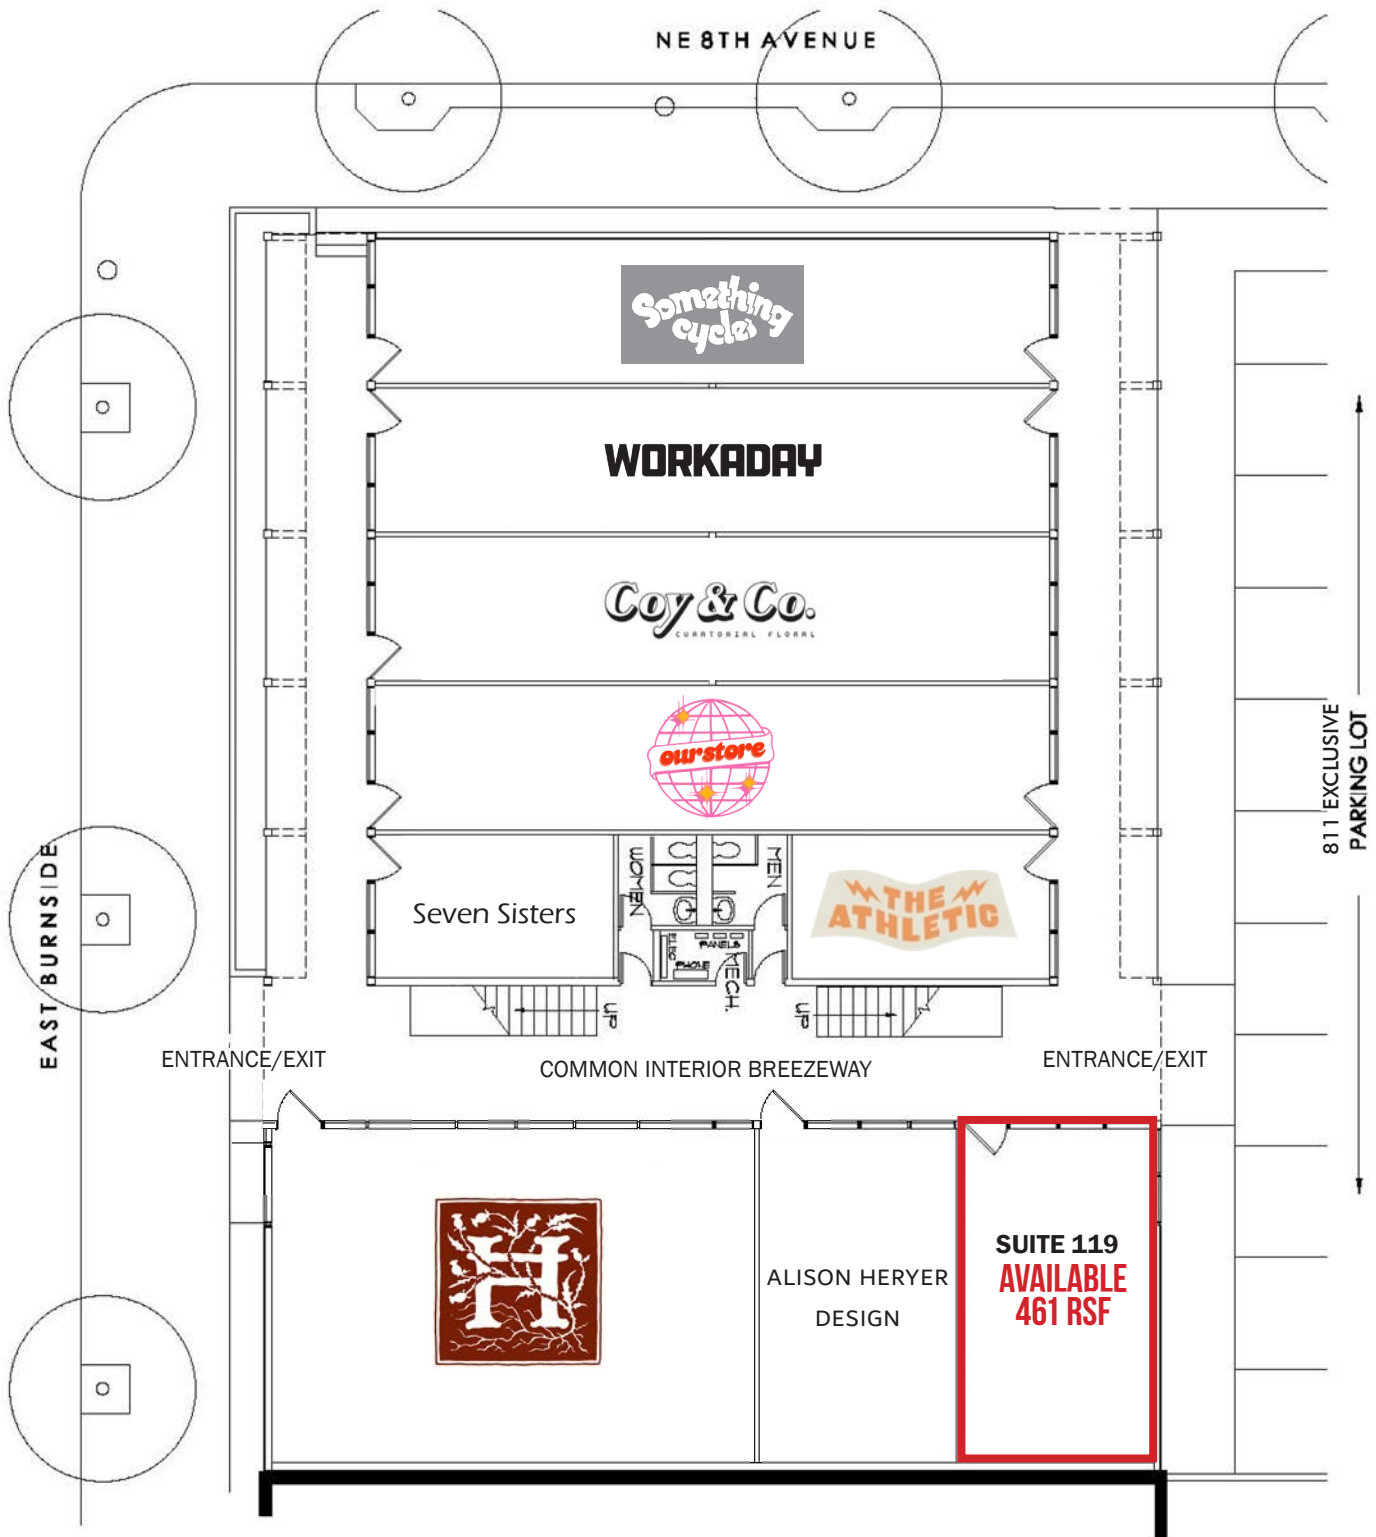 NE 8TH AVENUE
Something
cycles
WORKADAY
Coy & Co.
CURATORIAL FLORAL
ourstore
811 EXCLUSIVE
PARKING LOT
EAST BURNSIDE
Seven Sisters
WOMEN
MEN
ELEC
PANELS
PHONE
MECH.
THE
ATHLETIC
UP
UP
ENTRANCE/EXIT
COMMON INTERIOR BREEZEWAY
ENTRANCE/EXIT
H
ALISON HERYER
DESIGN
SUITE 119
AVAILABLE
461 RSF